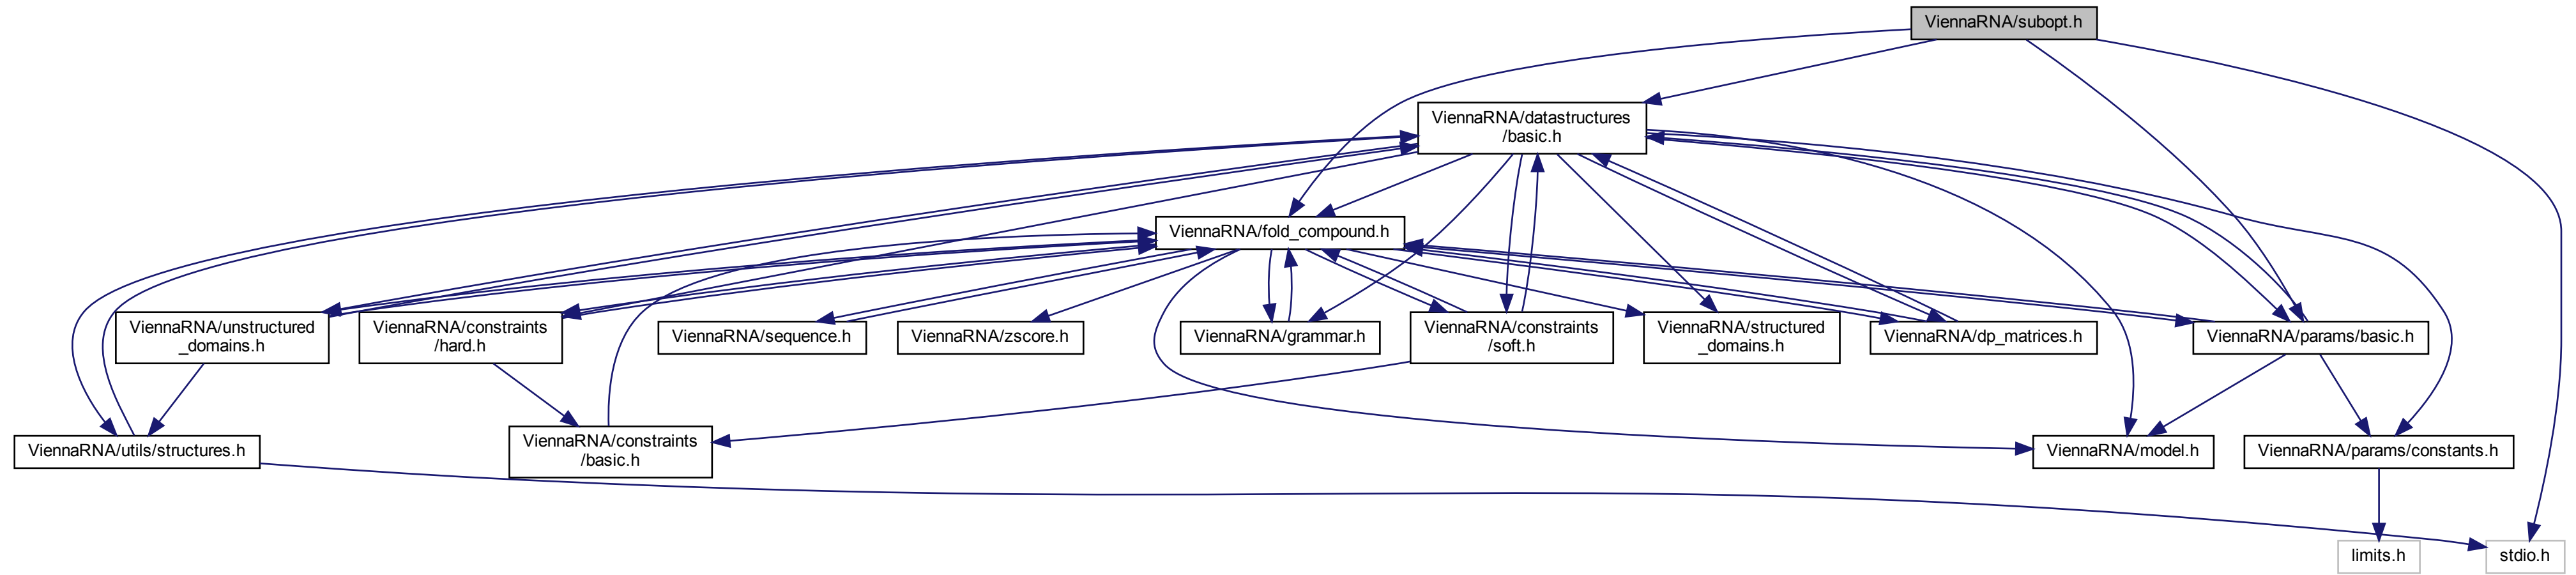 ViennaRNA/subopt.h
ViennaRNA/datastructures
/basic.h
ViennaRNA/fold_compound.h
ViennaRNA/unstructured
_domains.h
ViennaRNA/constraints
/hard.h
ViennaRNA/sequence.h
ViennaRNA/zscore.h
ViennaRNA/grammar.h
ViennaRNA/constraints
/soft.h
ViennaRNA/structured
_domains.h
ViennaRNA/dp_matrices.h
ViennaRNA/params/basic.h
ViennaRNA/utils/structures.h
ViennaRNA/constraints
/basic.h
ViennaRNA/model.h
ViennaRNA/params/constants.h
limits.h
stdio.h